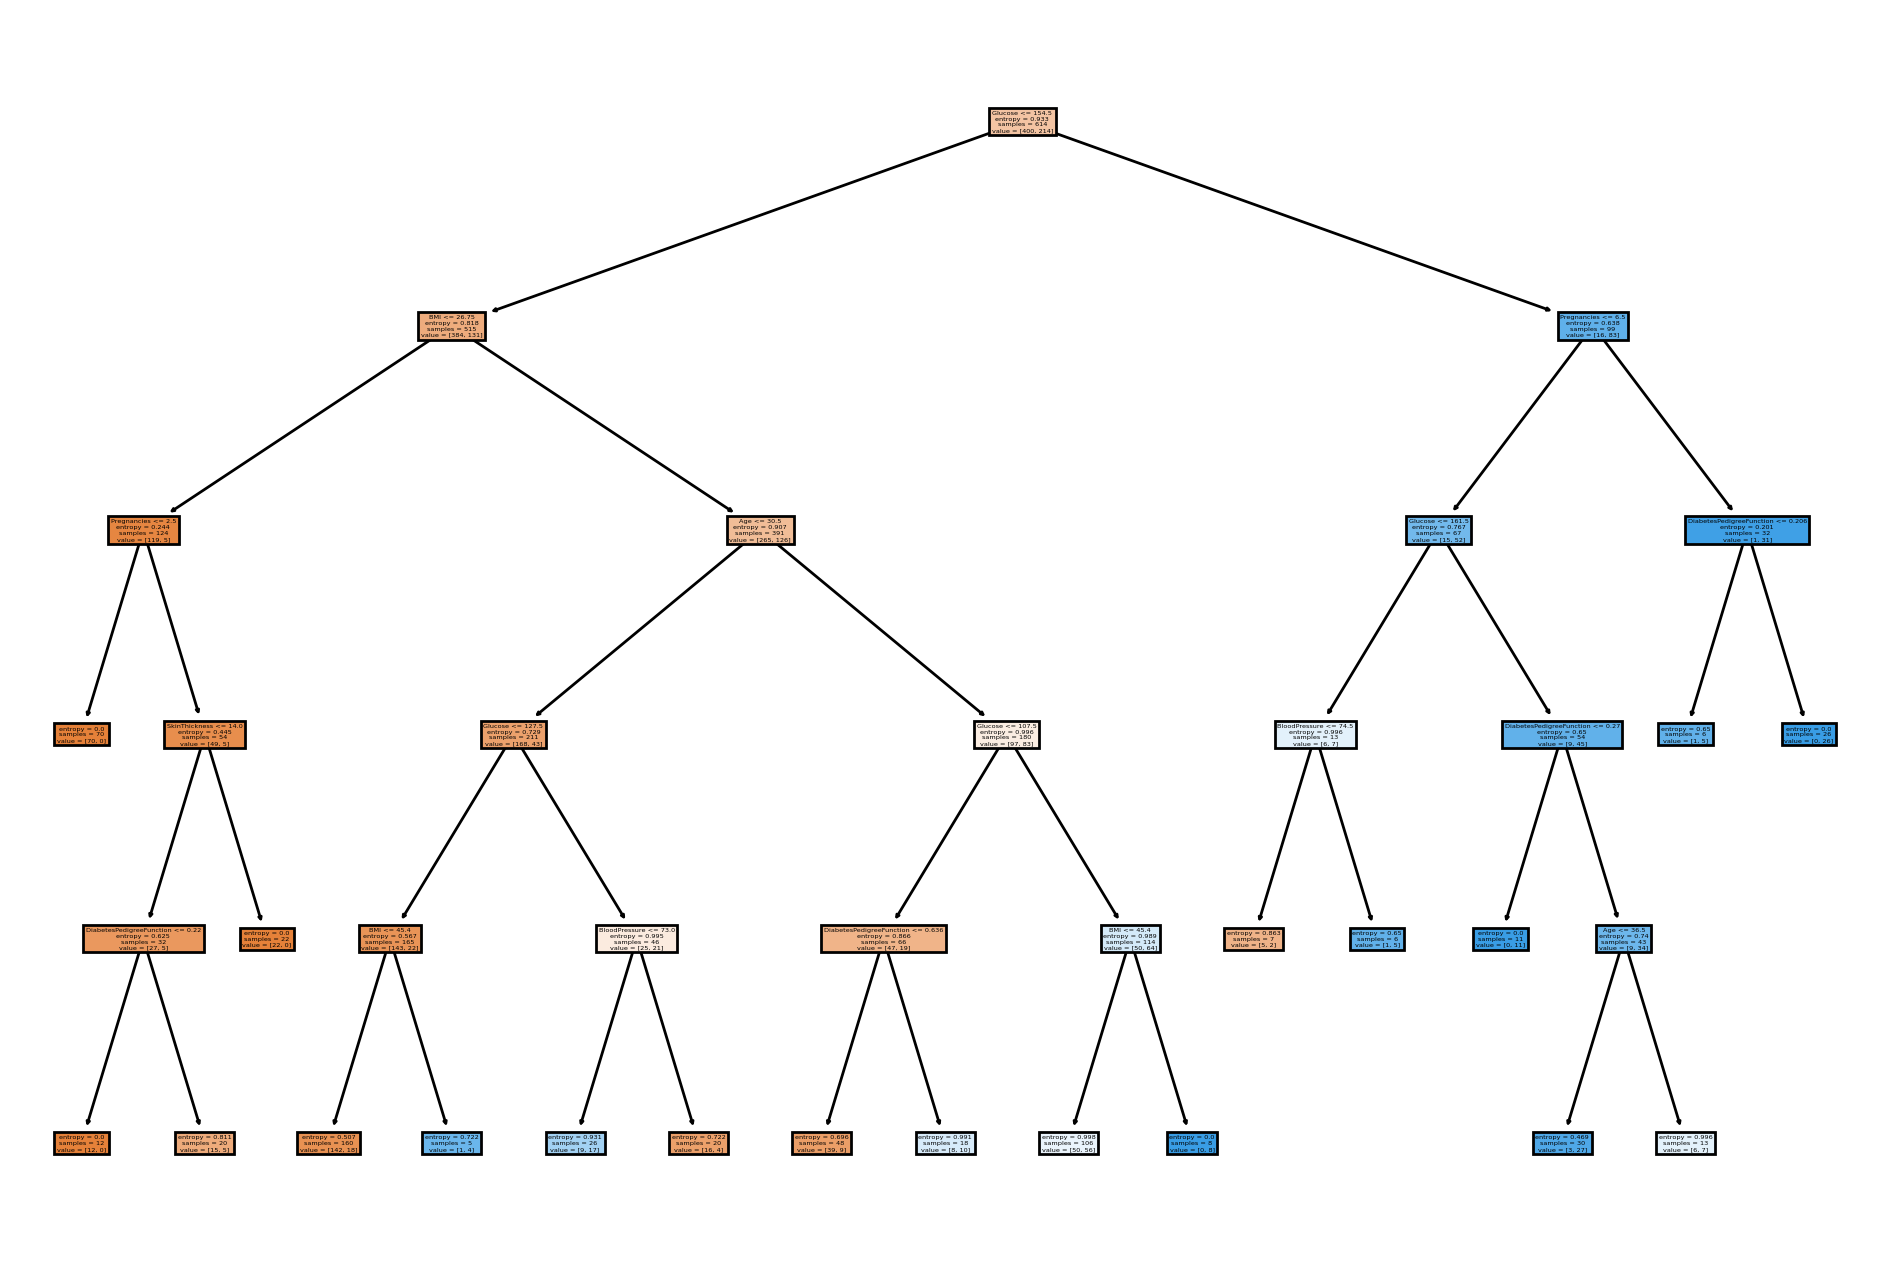 Glucose <= 154.5
entropy = 0.933
samples = 614
value = [400, 214]
BMI <= 26.75
entropy = 0.818
samples = 515
value = [384, 131]
Pregnancies <= 6.5
entropy = 0.638
samples = 99
value = [16, 83]
Pregnancies <= 2.5
entropy = 0.244
samples = 124
value = [119, 5]
Age <= 30.5
entropy = 0.907
samples = 391
value = [265, 126]
Glucose <= 161.5
entropy = 0.767
samples = 67
value = [15, 52]
DiabetesPedigreeFunction <= 0.206
entropy = 0.201
samples = 32
value = [1, 31]
entropy = 0.0
samples = 70
value = [70, 0]
SkinThickness <= 14.0
entropy = 0.445
samples = 54
value = [49, 5]
Glucose <= 127.5
entropy = 0.729
samples = 211
value = [168, 43]
Glucose <= 107.5
entropy = 0.996
samples = 180
value = [97, 83]
BloodPressure <= 74.5
entropy = 0.996
samples = 13
value = [6, 7]
DiabetesPedigreeFunction <= 0.27
entropy = 0.65
samples = 54
value = [9, 45]
entropy = 0.65
samples = 6
value = [1, 5]
entropy = 0.0
samples = 26
value = [0, 26]
DiabetesPedigreeFunction <= 0.22
entropy = 0.625
samples = 32
value = [27, 5]
entropy = 0.0
samples = 22
value = [22, 0]
BMI <= 45.4
entropy = 0.567
samples = 165
value = [143, 22]
BloodPressure <= 73.0
entropy = 0.995
samples = 46
value = [25, 21]
DiabetesPedigreeFunction <= 0.636
entropy = 0.866
samples = 66
value = [47, 19]
BMI <= 45.4
entropy = 0.989
samples = 114
value = [50, 64]
entropy = 0.863
samples = 7
value = [5, 2]
entropy = 0.65
samples = 6
value = [1, 5]
entropy = 0.0
samples = 11
value = [0, 11]
Age <= 36.5
entropy = 0.74
samples = 43
value = [9, 34]
entropy = 0.0
samples = 12
value = [12, 0]
entropy = 0.811
samples = 20
value = [15, 5]
entropy = 0.507
samples = 160
value = [142, 18]
entropy = 0.722
samples = 5
value = [1, 4]
entropy = 0.931
samples = 26
value = [9, 17]
entropy = 0.722
samples = 20
value = [16, 4]
entropy = 0.696
samples = 48
value = [39, 9]
entropy = 0.991
samples = 18
value = [8, 10]
entropy = 0.998
samples = 106
value = [50, 56]
entropy = 0.0
samples = 8
value = [0, 8]
entropy = 0.469
samples = 30
value = [3, 27]
entropy = 0.996
samples = 13
value = [6, 7]